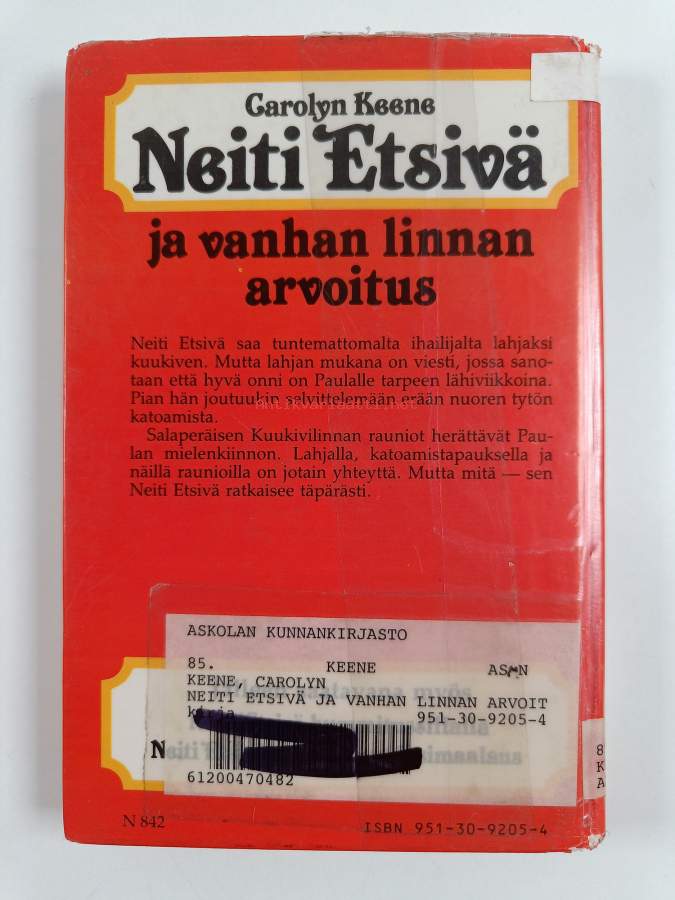 Carolyn Keene
Neiti Etsivä
ja vanhan linnan
arvoitus
Neiti Etsivä saa tuntemattomalta ihailijalta lahjaksi
kuukiven. Mutta lahjan mukana on viesti, jossa sano-
taan että hyvä onni on Paulalle tarpeen lähiviikkoina.
Pian hän joutuukin selvittelemään erään nuoren tytön
katoamista.
Salaperäisen Kuukivilinnan rauniot herättävät Pau-
lan mielenkiinnon. Lahjalla, katoamistapauksella ja
näillä raunioilla on jotain yhteyttä. Mutta mitä — sen
Neiti Etsivä ratkaisee täpärästi.
antikvariaatti.net
ASKOLAN KUNNANKIRJASTO
85. KEENE
KEENE, CAROLYN
NEITI ETSIVÄ JA VANHAN LINNAN ARVOIT
kirja 951-30-9205-4
61200470482
N 842
ISBN 951-30-9205-4